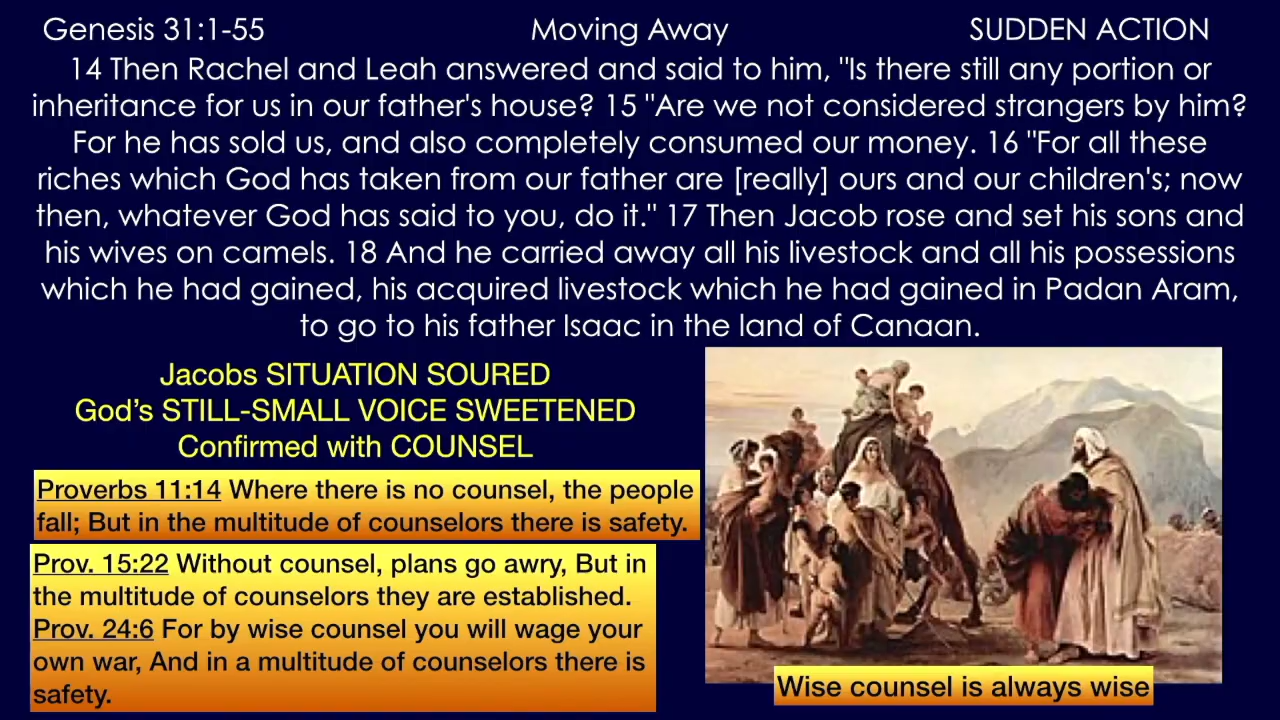 Genesis 31:1-55 Moving Away SUDDEN ACTION
14 Then Rachel and Leah answered and said to him, "Is there still any portion or
inheritance for us in our father's house? 15 "Are we not considered strangers by him?
For he has sold us, and also completely consumed our money. 16 "For all these
riches which God has taken from our father are [really] ours and our children's; now
then, whatever God has said to you, do it." 17 Then Jacob rose and set his sons and
his wives on camels. 18 And he carried away all his livestock and all his possessions
which he had gained, his acquired livestock which he had gained in Padan Aram,
to go to his father Isaac in the land of Canaan.
Jacobs SITUATION SOURED
God’s STILL-SMALL VOICE SWEETENED
Confirmed with COUNSEL
Proverbs 11:14 Where there is no counsel, the people
fall; But in the multitude of counselors there is safety.
Prov. 15:22 Without counsel, plans go awry, But in
the multitude of counselors they are established.
Prov. 24:6 For by wise counsel you will wage your
own war, And in a multitude of counselors there is
safety.
Wise counsel is always wise